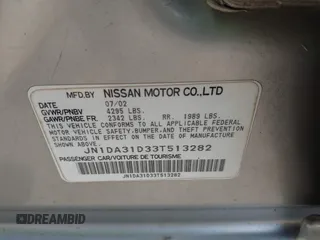 MFD.BY NISSAN MOTOR CO.,LTD
DATE 07/02
GVWR/PNBV 4295 LBS.
GAWR/PNBE FR. 2342 LBS. RR. 1989 LBS.
THIS VEHICLE CONFORMS TO ALL APPLICABLE FEDERAL
MOTOR VEHICLE SAFETY,BUMPER,AND THEFT PREVENTION
STANDARDS IN EFFECT ON THE DATE OF MANUFACTURE
SHOWN ABOVE.
JN1DA31D33T513282
PASSENGER CAR/VOITURE DE TOURISME
JN1DA31D33T513282
DREAMBID